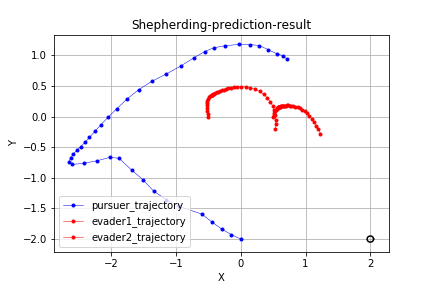 Shepherding-prediction-result
1.0
0.5
0.0
−0.5
−1.0
−1.5
−2.0
Y
pursuer_trajectory
evader1_trajectory
evader2_trajectory
−2
−1
0
1
2
X